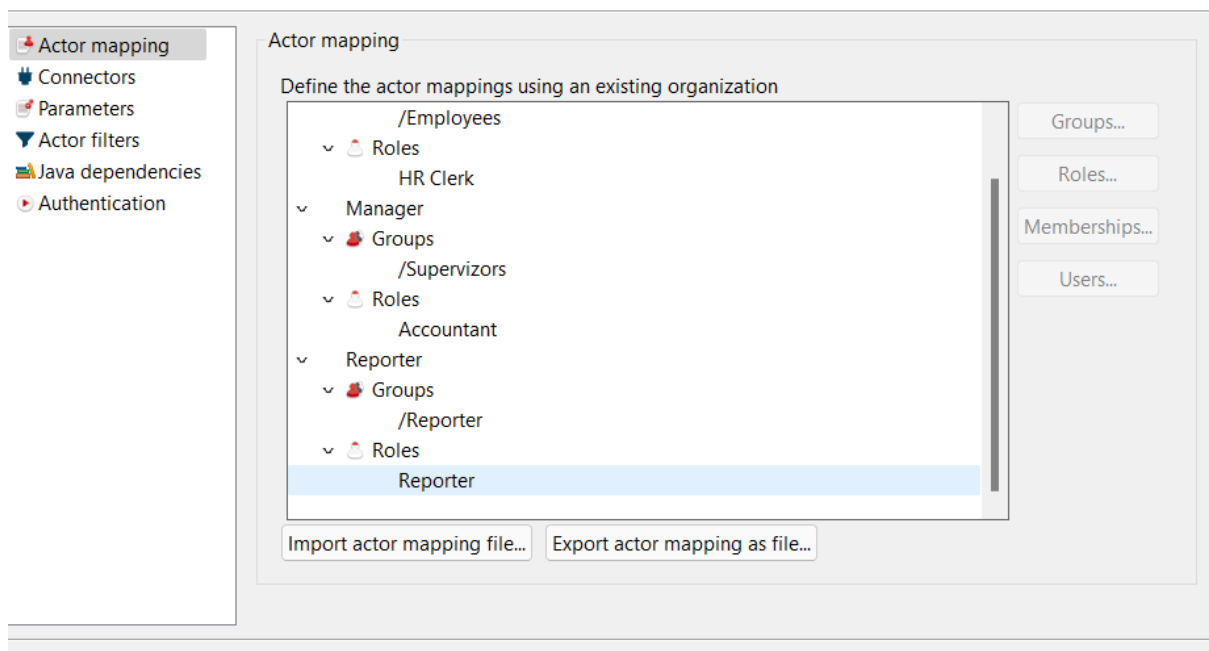 Actor mapping
Connectors
Parameters
Actor filters
Java dependencies
Authentication
Actor mapping
Define the actor mappings using an existing organization
/Employees
Roles
HR Clerk
Manager
Groups
/Supervizors
Roles
Accountant
Reporter
Groups
/Reporter
Roles
Reporter
Groups...
Roles...
Memberships...
Users...
Import actor mapping file...
Export actor mapping as file...